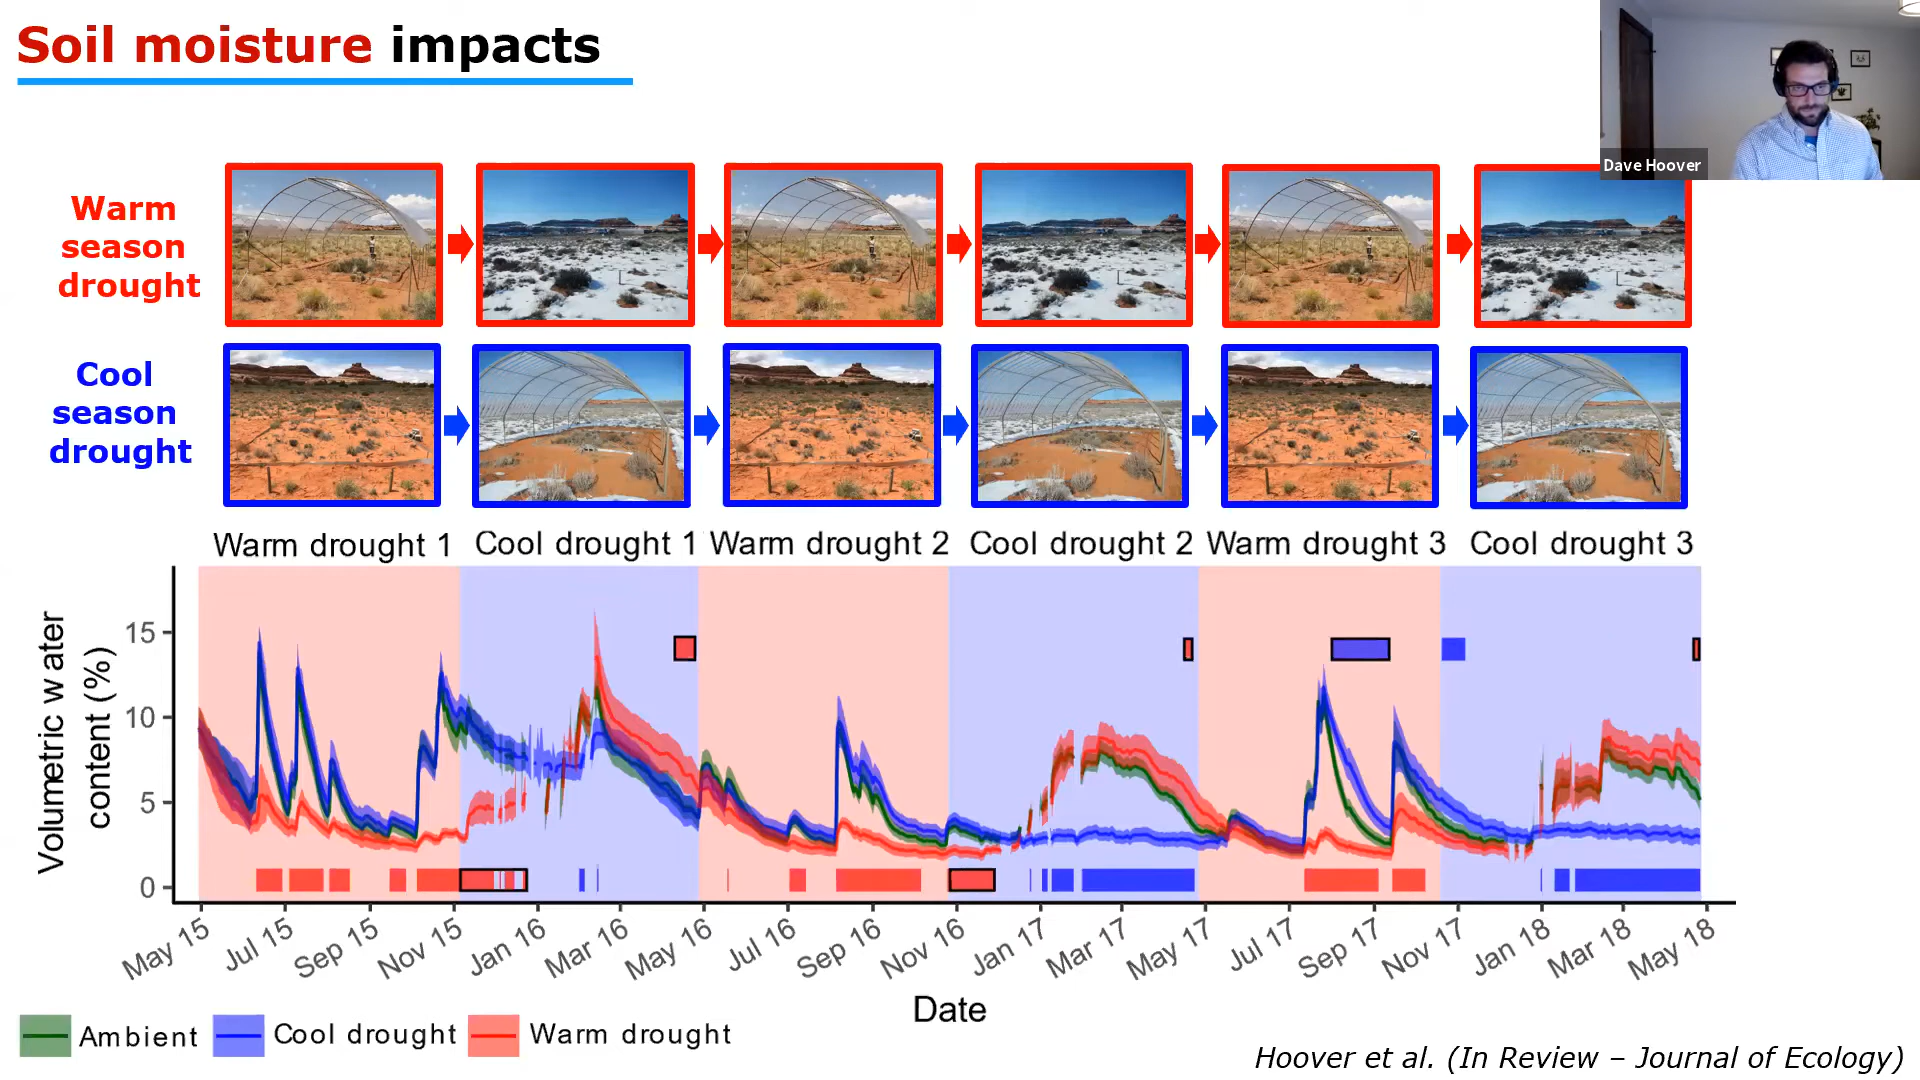 Soil moisture impacts
Dave Hoover
Warm
season
drought
Cool
season
drought
Warm drought 1 Cool drought 1 Warm drought 2 Cool drought 2 Warm drought 3 Cool drought 3
Volumetric water
content (%)
15
10
5
0
May 15 Jul 15 Sep 15 Nov 15 Jan 16 Mar 16 May 16 Jul 16 Sep 16 Nov 16 Jan 17 Mar 17 May 17 Jul 17 Sep 17 Nov 17 Jan 18 Mar 18 May 18
Date
Ambient Cool drought Warm drought
Hoover et al. (In Review – Journal of Ecology)